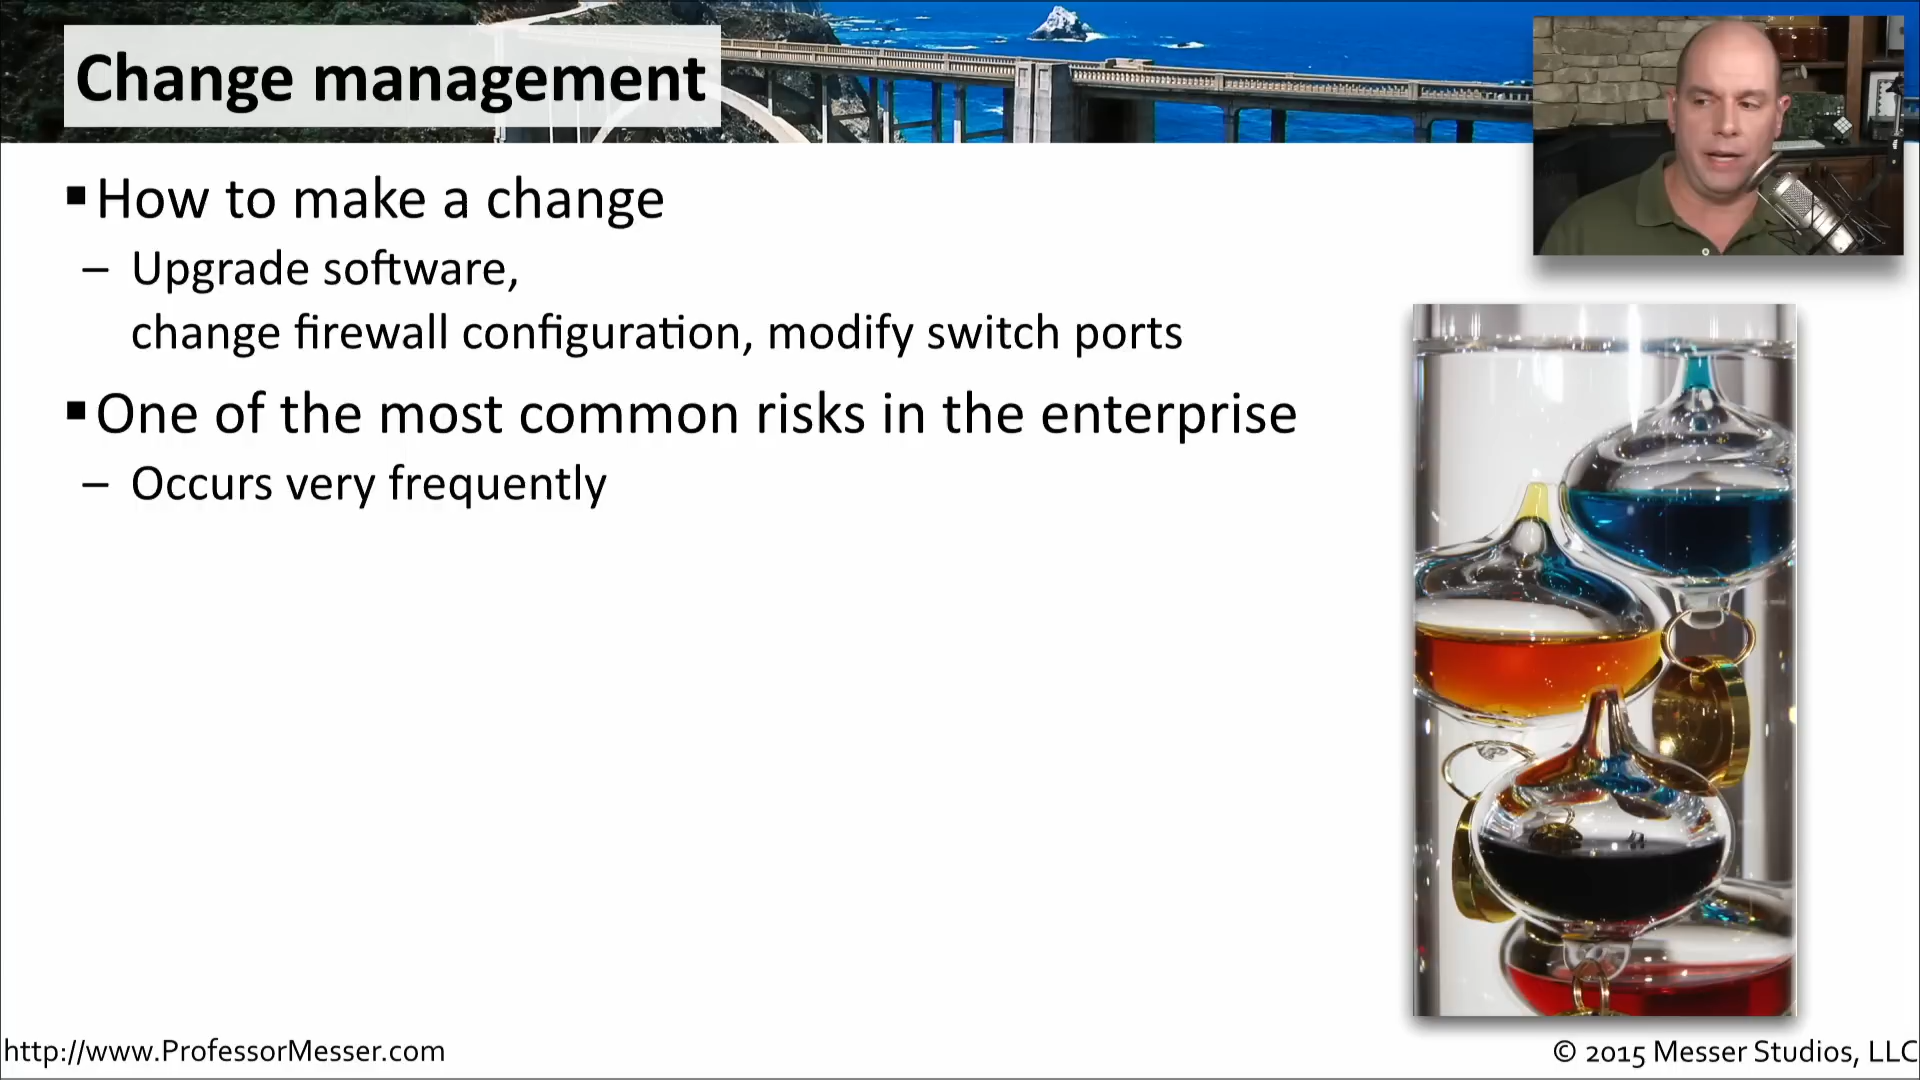 Change management
▪How to make a change
– Upgrade software,
change firewall configuration, modify switch ports
▪One of the most common risks in the enterprise
– Occurs very frequently
http://www.ProfessorMesser.com
© 2015 Messer Studios, LLC